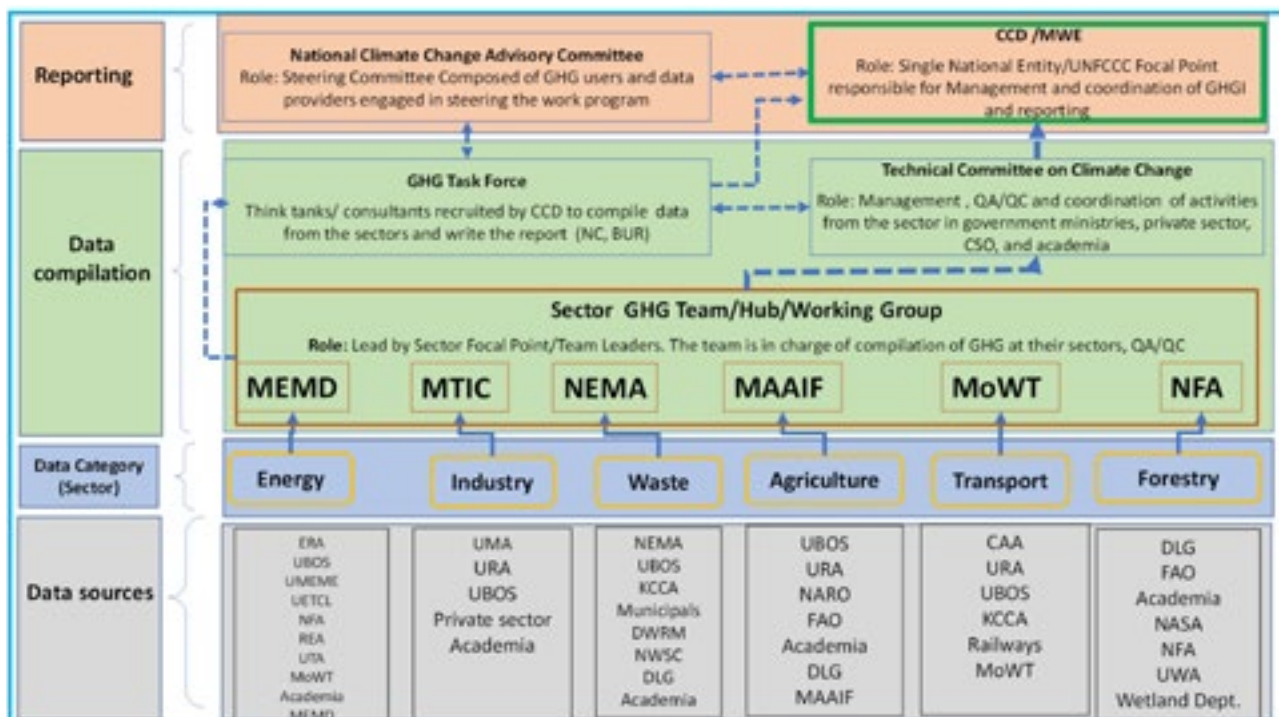 Reporting
National Climate Change Advisory Committee
Role: Steering Committee Composed of GHG users and data
providers engaged in steering the work program
CCD /MWE
Role: Single National Entity/UNFCCC Focal Point
responsible for Management and coordination of GHGI
and reporting
Data
compilation
GHG Task Force
Think tanks/ consultants recruited by CCD to compile data
from the sectors and write the report (NC, BUR)
Technical Committee on Climate Change
Role: Management , QA/QC and coordination of activities
from the sector in government ministries, private sector,
CSO, and academia
Sector GHG Team/Hub/Working Group
Role: Lead by Sector Focal Point/Team Leaders. The team is in charge of compilation of GHG at their sectors, QA/QC
MEMD
MTIC
NEMA
MAAIF
MoWT
NFA
Data Category
(Sector)
Energy
Industry
Waste
Agriculture
Transport
Forestry
Data sources
ERA
UBOS
UMEME
UETCL
NFA
REA
UTA
MoWT
Academia
MEMD
UMA
URA
UBOS
Private sector
Academia
NEMA
UBOS
KCCA
Municipals
DWRM
NWSC
DLG
Academia
UBOS
URA
NARO
FAO
Academia
DLG
MAAIF
CAA
URA
UBOS
KCCA
Railways
MoWT
DLG
FAO
Academia
NASA
NFA
UWA
Wetland Dept.